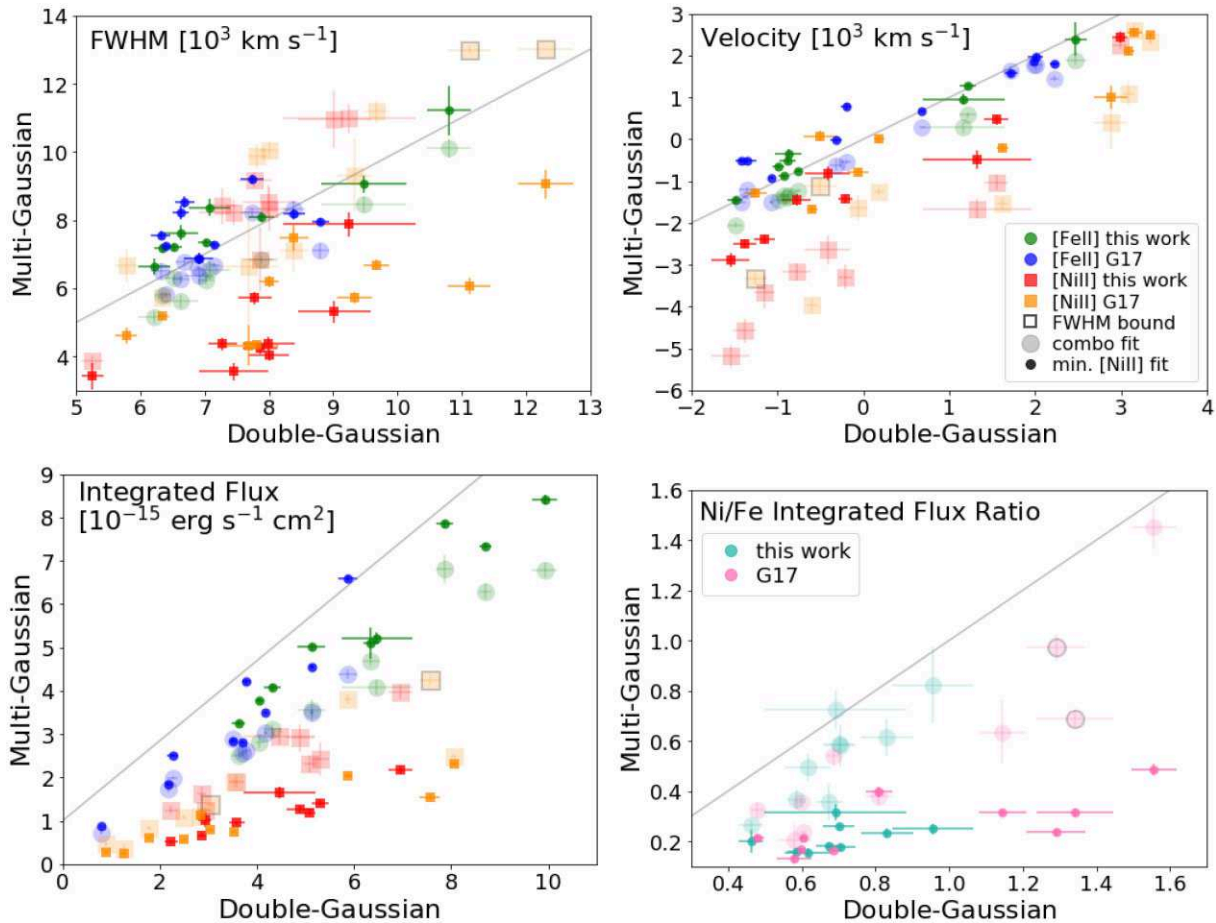 FWHM [10³ km s⁻¹]
Multi-Gaussian
14
12
10
8
6
4
5 6 7 8 9 10 11 12 13
Double-Gaussian
Velocity [10³ km s⁻¹]
Multi-Gaussian
3
2
1
0
−1
−2
−3
−4
−5
−6
[FeII] this work
[FeII] G17
[NiII] this work
[NiII] G17
FWHM bound
combo fit
min. [NiII] fit
−2 −1 0 1 2 3 4
Double-Gaussian
Integrated Flux
[10⁻¹⁵ erg s⁻¹ cm²]
Multi-Gaussian
9
8
7
6
5
4
3
2
1
0
0 2 4 6 8 10
Double-Gaussian
Ni/Fe Integrated Flux Ratio
this work
G17
Multi-Gaussian
1.6
1.4
1.2
1.0
0.8
0.6
0.4
0.2
0.4 0.6 0.8 1.0 1.2 1.4 1.6
Double-Gaussian